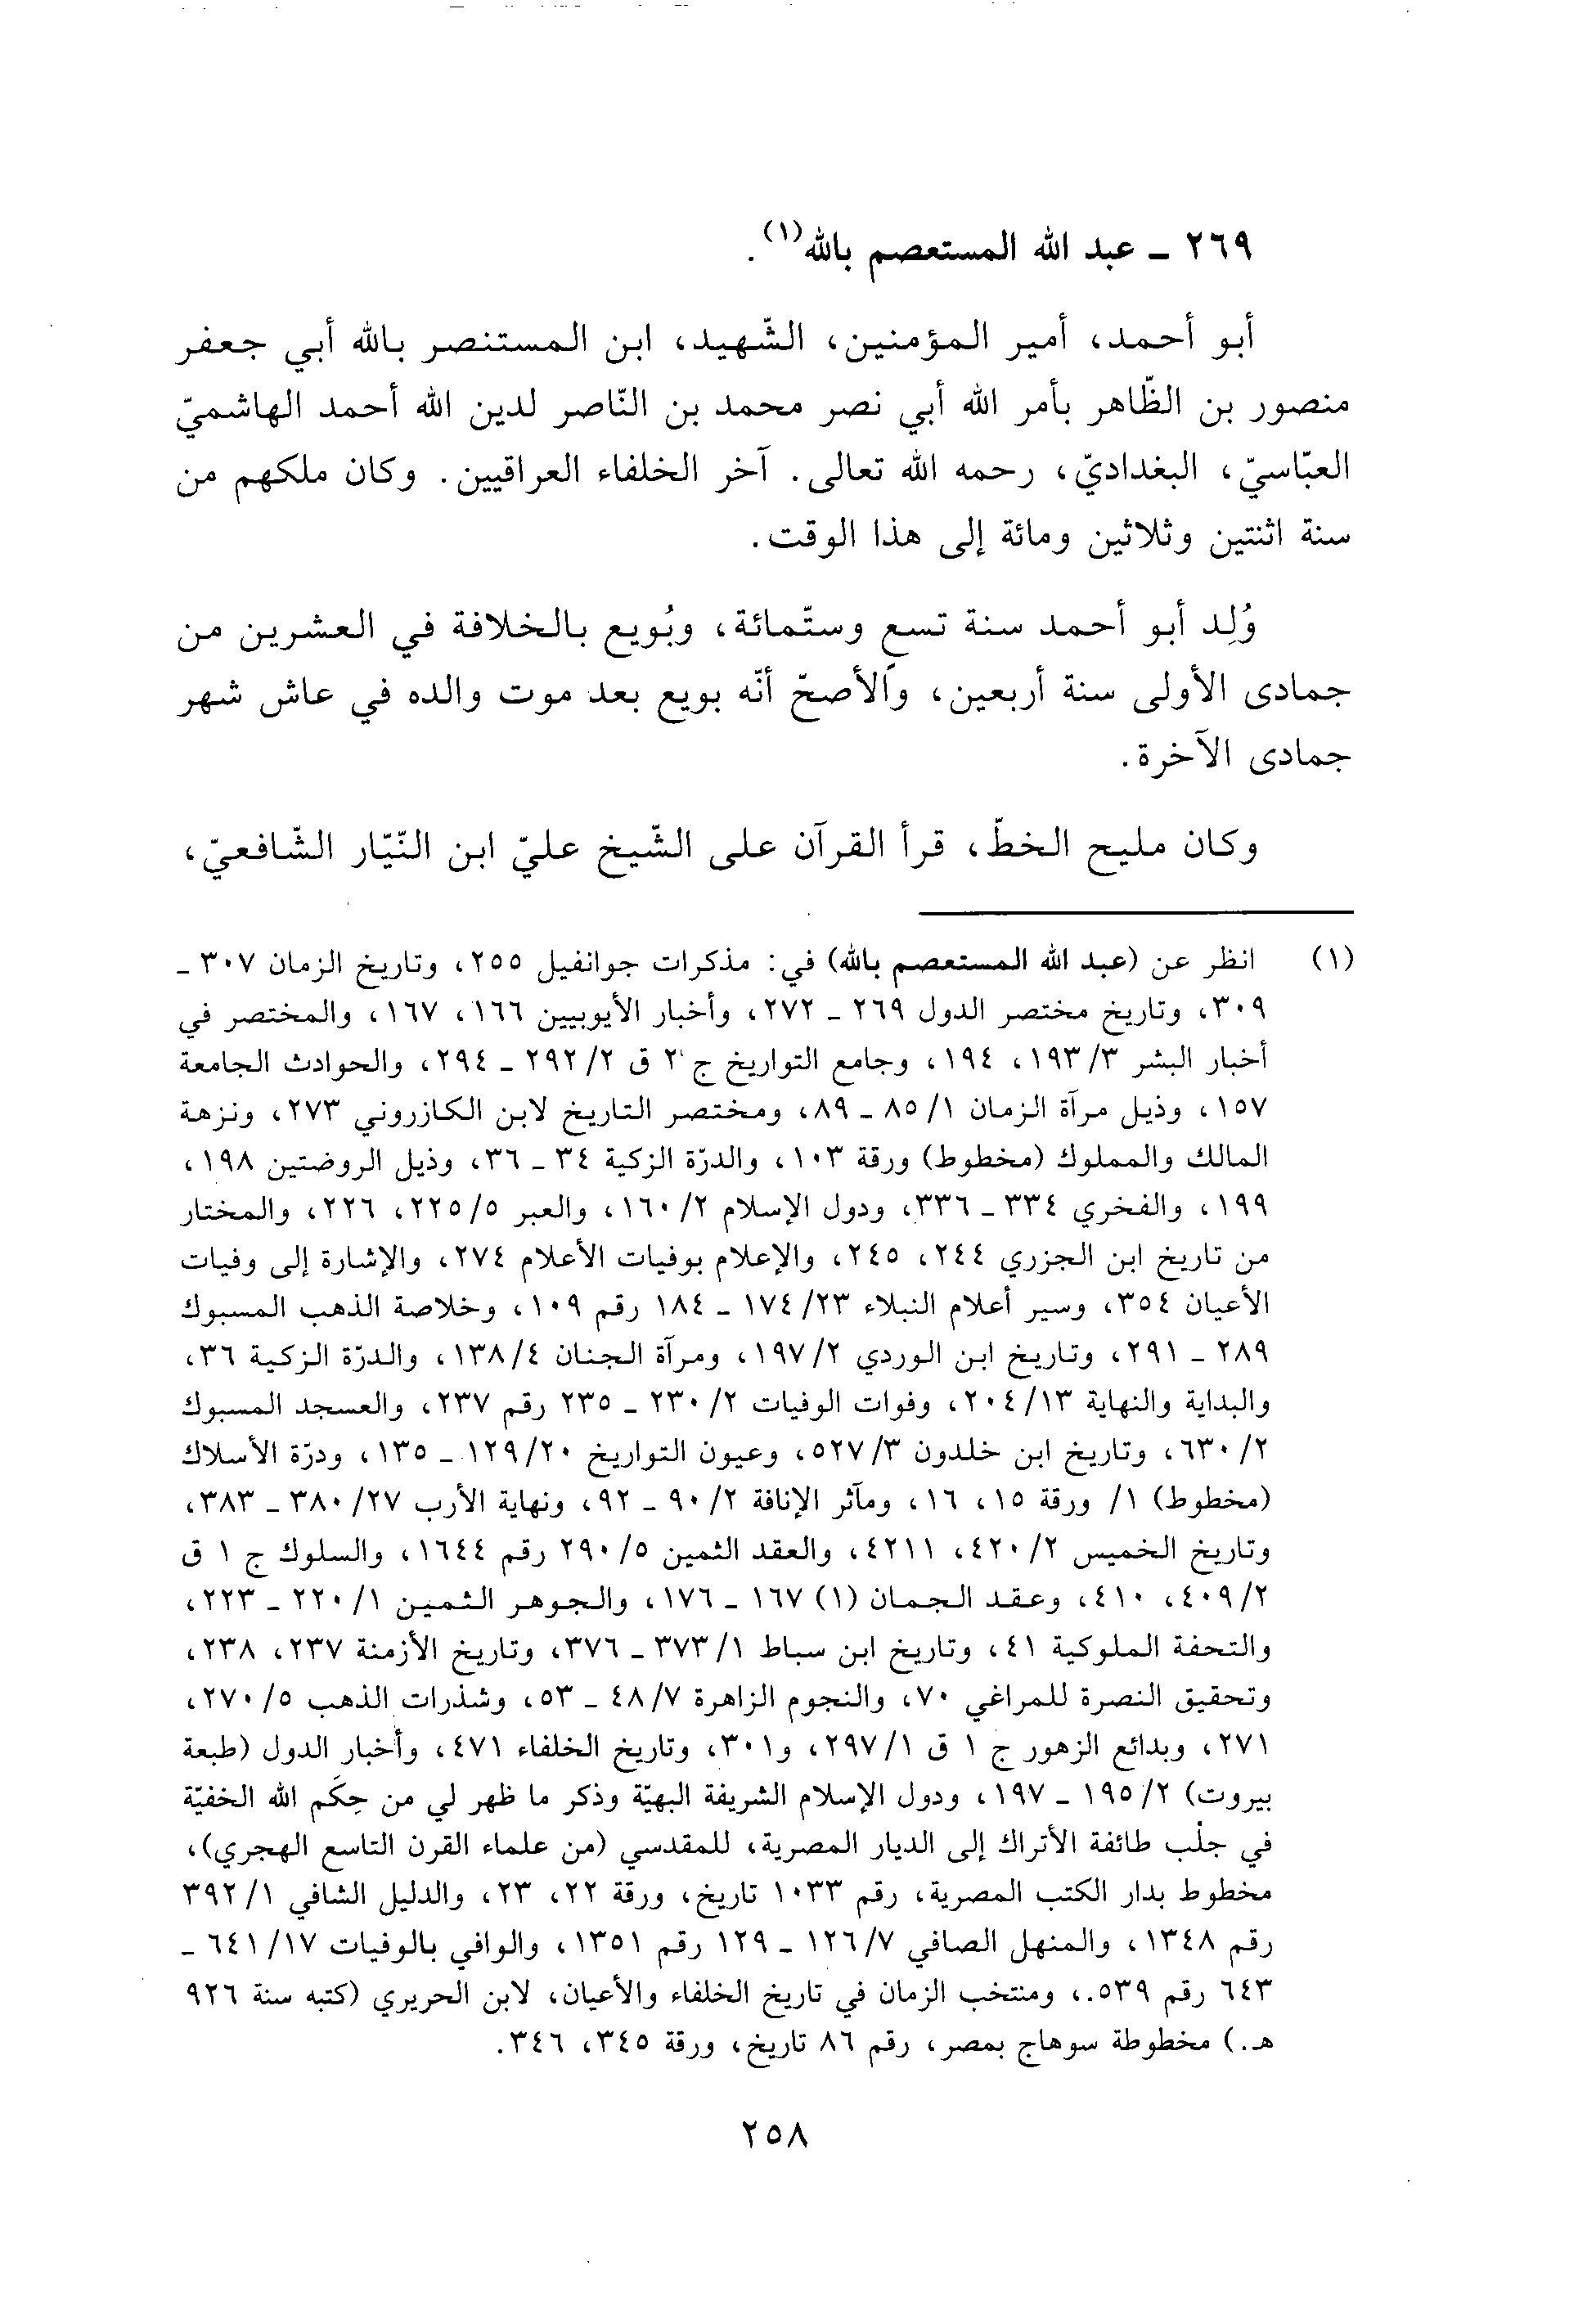 ٢٦٩ - عبد الله المستعصم بالله(١).
أبو أحمد، أمير المؤمنين، الشّهيد، ابن المستنصر بالله أبي جعفر
منصور بن الظّاهر بأمر الله أبي نصر محمد بن النّاصر لدين الله أحمد الهاشميّ
العبّاسيّ، البغداديّ، رحمه الله تعالى. آخر الخلفاء العراقيين. وكان ملكهم من
سنة اثنتين وثلاثين ومائة إلى هذا الوقت.
وُلِد أبو أحمد سنة تسعٍ وستّمائة، وبُويع بالخلافة في العشرين من
جمادى الأولى سنة أربعين، والأصحّ أنّه بويع بعد موت والده في عاش شهر
جمادى الآخرة.
وكان مليح الخطّ، قرأ القرآن على الشّيخ عليّ ابن النّيّار الشّافعيّ،
(١) انظر عن (عبد الله المستعصم بالله) في: مذكرات جوانفيل ٢٥٥، وتاريخ الزمان ٣٠٧ -
٣٠٩، وتاريخ مختصر الدول ٢٦٩ - ٢٧٢، وأخبار الأيوبيين ١٦٦، ١٦٧، والمختصر في
أخبار البشر ٣/ ١٩٣، ١٩٤، وجامع التواريخ ج ٢ ق ٢/ ٢٩٢ - ٢٩٤، والحوادث الجامعة
١٥٧، وذيل مرآة الزمان ١/ ٨٥ - ٨٩، ومختصر التاريخ لابن الكازروني ٢٧٣، ونزهة
المالك والمملوك (مخطوط) ورقة ١٠٣، والدرّة الزكية ٣٤ - ٣٦، وذيل الروضتين ١٩٨،
١٩٩، والفخري ٣٣٤ - ٣٣٦، ودول الإسلام ٢/ ١٦٠، والعبر ٥/ ٢٢٥، ٢٢٦، والمختار
من تاريخ ابن الجزري ٢٤٤، ٢٤٥، والإعلام بوفيات الأعلام ٢٧٤، والإشارة إلى وفيات
الأعيان ٣٥٤، وسير أعلام النبلاء ٢٣/ ١٧٤ - ١٨٤ رقم ١٠٩، وخلاصة الذهب المسبوك
٢٨٩ - ٢٩١، وتاريخ ابن الوردي ٢/ ١٩٧، ومرآة الجنان ٤/ ١٣٨، والدرّة الزكية ٣٦،
والبداية والنهاية ١٣/ ٢٠٤، وفوات الوفيات ٢/ ٢٣٠ - ٢٣٥ رقم ٢٣٧، والعسجد المسبوك
٢/ ٦٣٠، وتاريخ ابن خلدون ٣/ ٥٢٧، وعيون التواريخ ٢٠/ ١٢٩ - ١٣٥، ودرّة الأسلاك
(مخطوط) ١/ ورقة ١٥، ١٦، ومآثر الإنافة ٢/ ٩٠ - ٩٢، ونهاية الأرب ٢٧/ ٣٨٠ - ٣٨٣،
وتاريخ الخميس ٢/ ٤٢٠، ٤٢١١، والعقد الثمين ٥/ ٢٩٠ رقم ١٦٤٤، والسلوك ج ١ ق
٢/ ٤٠٩، ٤١٠، وعقد الجمان (١) ١٦٧ - ١٧٦، والجوهر الثمين ١/ ٢٢٠ - ٢٢٣،
والتحفة الملوكية ٤١، وتاريخ ابن سباط ١/ ٣٧٣ - ٣٧٦، وتاريخ الأزمنة ٢٣٧، ٢٣٨،
وتحقيق النصرة للمراغي ٧٠، والنجوم الزاهرة ٧/ ٤٨ - ٥٣، وشذرات الذهب ٥/ ٢٧٠،
٢٧١، وبدائع الزهور ج ١ ق ١/ ٢٩٧، و٣٠١، وتاريخ الخلفاء ٤٧١، وأخبار الدول (طبعة
بيروت) ٢/ ١٩٥ - ١٩٧، ودول الإسلام الشريفة البهيّة وذكر ما ظهر لي من حِكَم الله الخفيّة
في جلْب طائفة الأتراك إلى الديار المصرية، للمقدسي (من علماء القرن التاسع الهجري)،
مخطوط بدار الكتب المصرية، رقم ١٠٣٣ تاريخ، ورقة ٢٢، ٢٣، والدليل الشافي ١/ ٣٩٢
رقم ١٣٤٨، والمنهل الصافي ٧/ ١٢٦ - ١٢٩ رقم ١٣٥١، والوافي بالوفيات ١٧/ ٦٤١ -
٦٤٣ رقم ٥٣٩.، ومنتخب الزمان في تاريخ الخلفاء والأعيان، لابن الحريري (كتبه سنة ٩٢٦
هـ.) مخطوطة سوهاج بمصر، رقم ٨٦ تاريخ، ورقة ٣٤٥، ٣٤٦.
٢٥٨